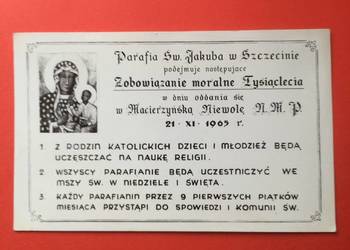 Parafia Św. Jakuba w Szczecinie
podejmuje następujące
Zobowiązanie moralne Tysiąclecia
w dniu oddania się
w Macierzyńską Niewolę N.M.P.
21-XI-1965 r.
1. Z RODZIN KATOLICKICH DZIECI I MŁODZIEŻ BĘDĄ
UCZĘSZCZAĆ NA NAUKĘ RELIGII.
2. WSZYSCY PARAFIANIE BĘDĄ UCZESTNICZYĆ WE
MSZY ŚW. W NIEDZIELE I ŚWIĘTA.
3. KAŻDY PARAFIANIN PRZEZ 9 PIERWSZYCH PIĄTKÓW
MIESIĄCA PRZYSTĄPI DO SPOWIEDZI I KOMUNII ŚW.